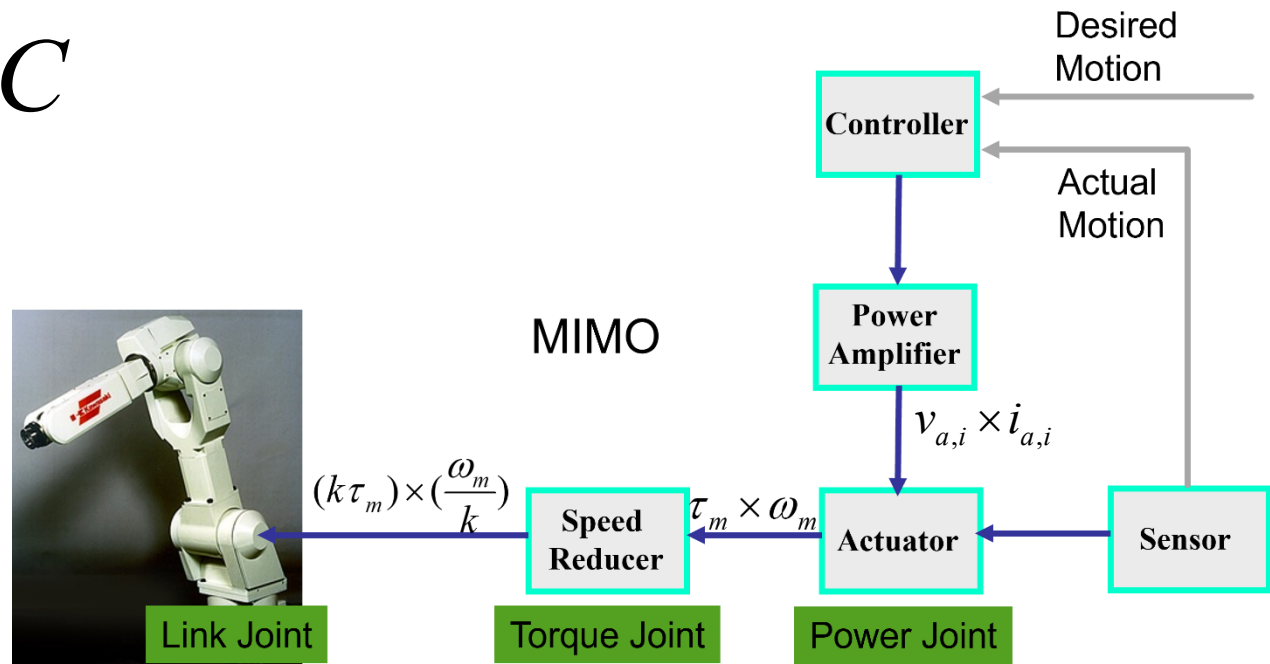 C
Desired
Motion
Controller
Actual
Motion
Power
Amplifier
MIMO
Kawasaki
v_{a,i} × i_{a,i}
(kτ_m) × (ω_m/k)
Speed
Reducer
τ_m × ω_m
Actuator
Sensor
Link Joint
Torque Joint
Power Joint